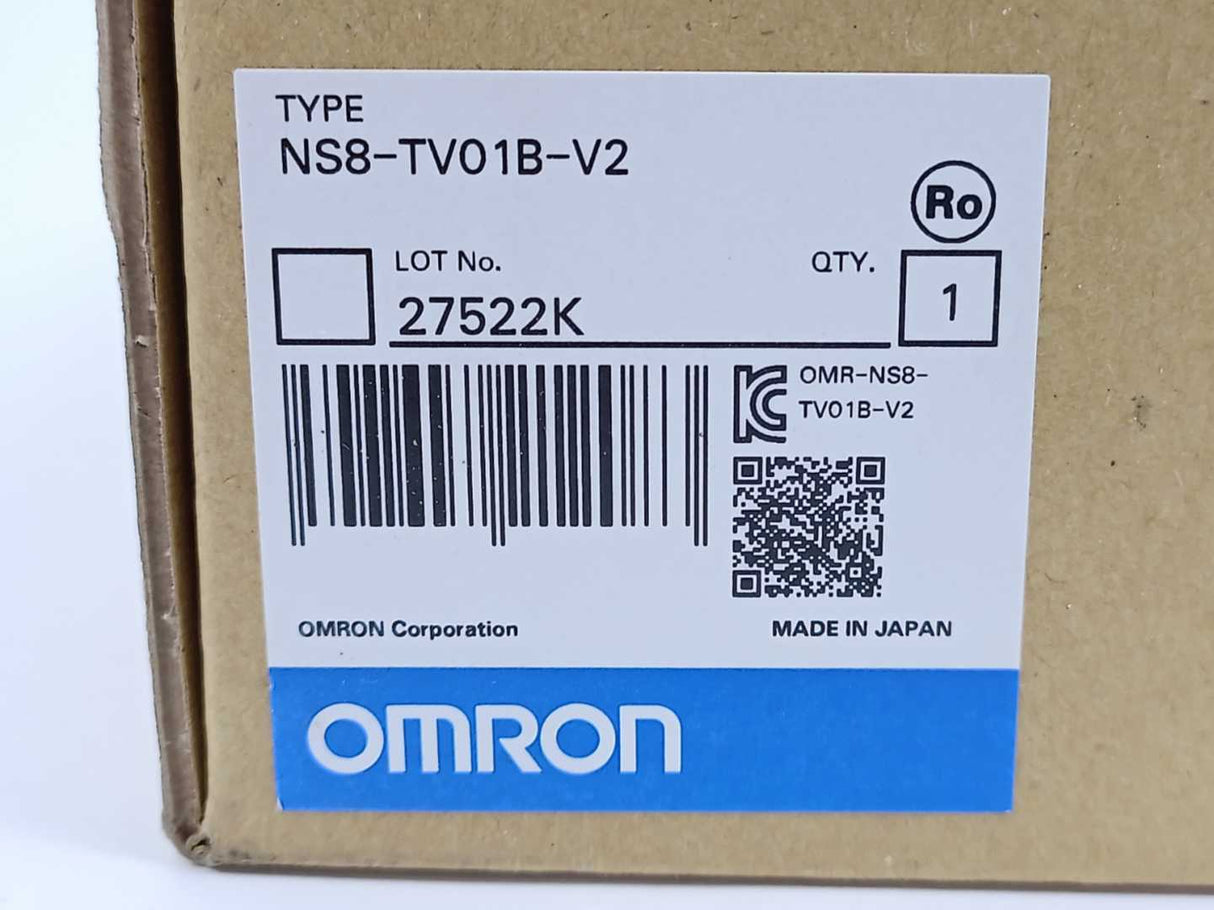 TYPE
NS8-TV01B-V2
Ro
LOT No.
QTY.
27522K
1
OMR-NS8-
TV01B-V2
OMRON Corporation
MADE IN JAPAN
OMRON